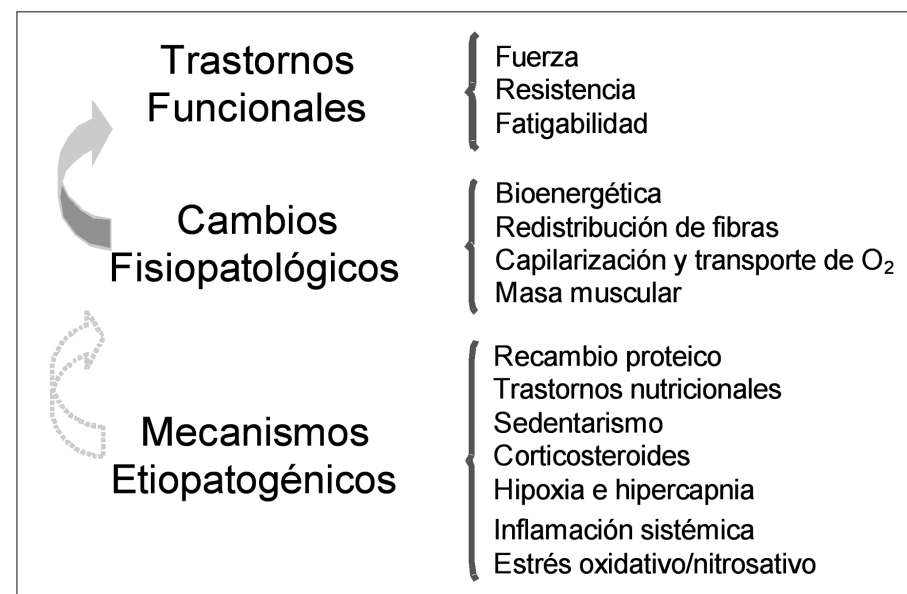 Trastornos
Funcionales
Fuerza
Resistencia
Fatigabilidad
Cambios
Fisiopatológicos
Bioenergética
Redistribución de fibras
Capilarización y transporte de O₂
Masa muscular
Mecanismos
Etiopatogénicos
Recambio proteico
Trastornos nutricionales
Sedentarismo
Corticosteroides
Hipoxia e hipercapnia
Inflamación sistémica
Estrés oxidativo/nitrosativo